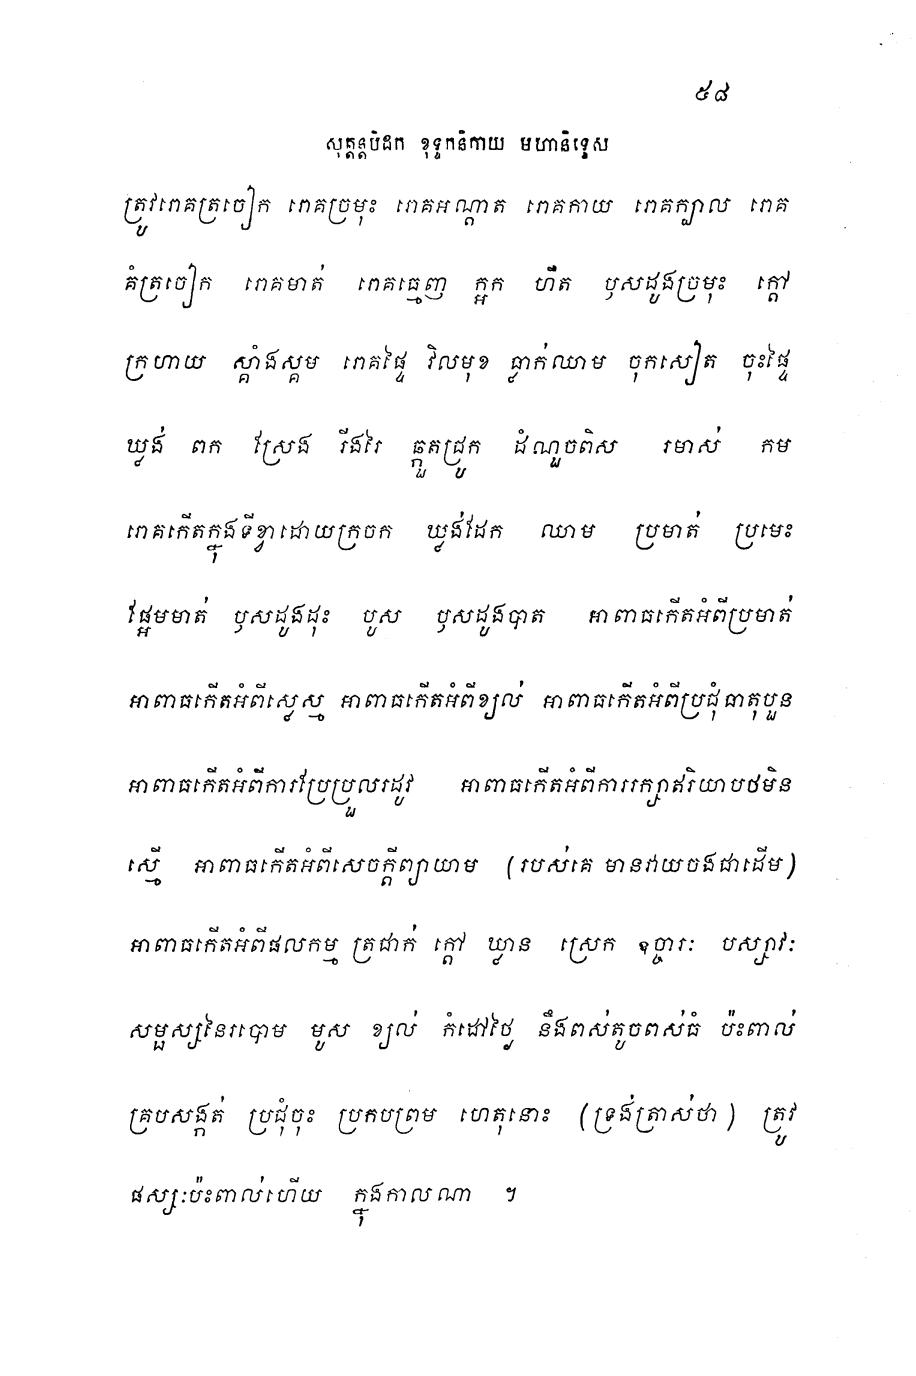 ៥៨
សុត្តន្តបិដក ខុទ្ទកនិកាយ មហានិទ្ទេស
ត្រូវរោគត្រចៀក រោគច្រមុះ រោគអណ្តាត រោគកាយ រោគក្បាល រោគ
គំត្រចៀក រោគមាត់ រោគធ្មេញ ក្អក ហឺត ឫសដូងច្រមុះ ក្តៅ
ក្រហាយ ស្គាំងស្គម រោគផ្ទៃ វិលមុខ ធ្លាក់ឈាម ចុកសៀត ចុះផ្ទៃ
ឃ្លង់ ពក ស្រែង រីងរៃ ឆ្កួតជ្រូក ដំណួចពិស រមាស់ កម
រោគកើតក្នុងទីខ្វាដោយក្រចក ឃ្លង់ដែក ឈាម ប្រមាត់ ប្រមេះ
ផ្អែមមាត់ ឫសដូងដុះ បូស ឫសដូងបាត អាពាធកើតអំពីប្រមាត់
អាពាធកើតអំពីស្លេស្ម អាពាធកើតអំពីខ្យល់ អាពាធកើតអំពីប្រជុំធាតុបួន
អាពាធកើតអំពីការប្រែប្រួលរដូវ អាពាធកើតអំពីការរក្សាឥរិយាបថមិន
ស្មើ អាពាធកើតអំពីសេចក្តីព្យាយាម (របស់គេ មានវាយចងជាដើម)
អាពាធកើតអំពីផលកម្ម ត្រជាក់ ក្តៅ ឃ្លាន ស្រេក ឧច្ចារៈ បស្សាវៈ
សម្ផស្សនៃរបោម មូស ខ្យល់ កំដៅថ្ងៃ នឹងពស់តូចពស់ធំ ប៉ះពាល់
គ្របសង្កត់ ប្រជុំចុះ ប្រកបព្រម ហេតុនោះ (ទ្រង់ត្រាស់ថា) ត្រូវ
ផស្សៈប៉ះពាល់ហើយ ក្នុងកាលណា ។